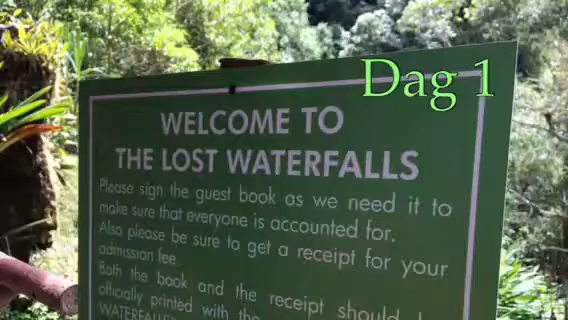 Dag 1
WELCOME TO
THE LOST WATERFALLS
Please sign the guest book as we need it to
make sure that everyone is accounted for.
Also please be sure to get a receipt for your
admission fee.
Both the book and the receipt should
officially printed with the
WATERFALLS